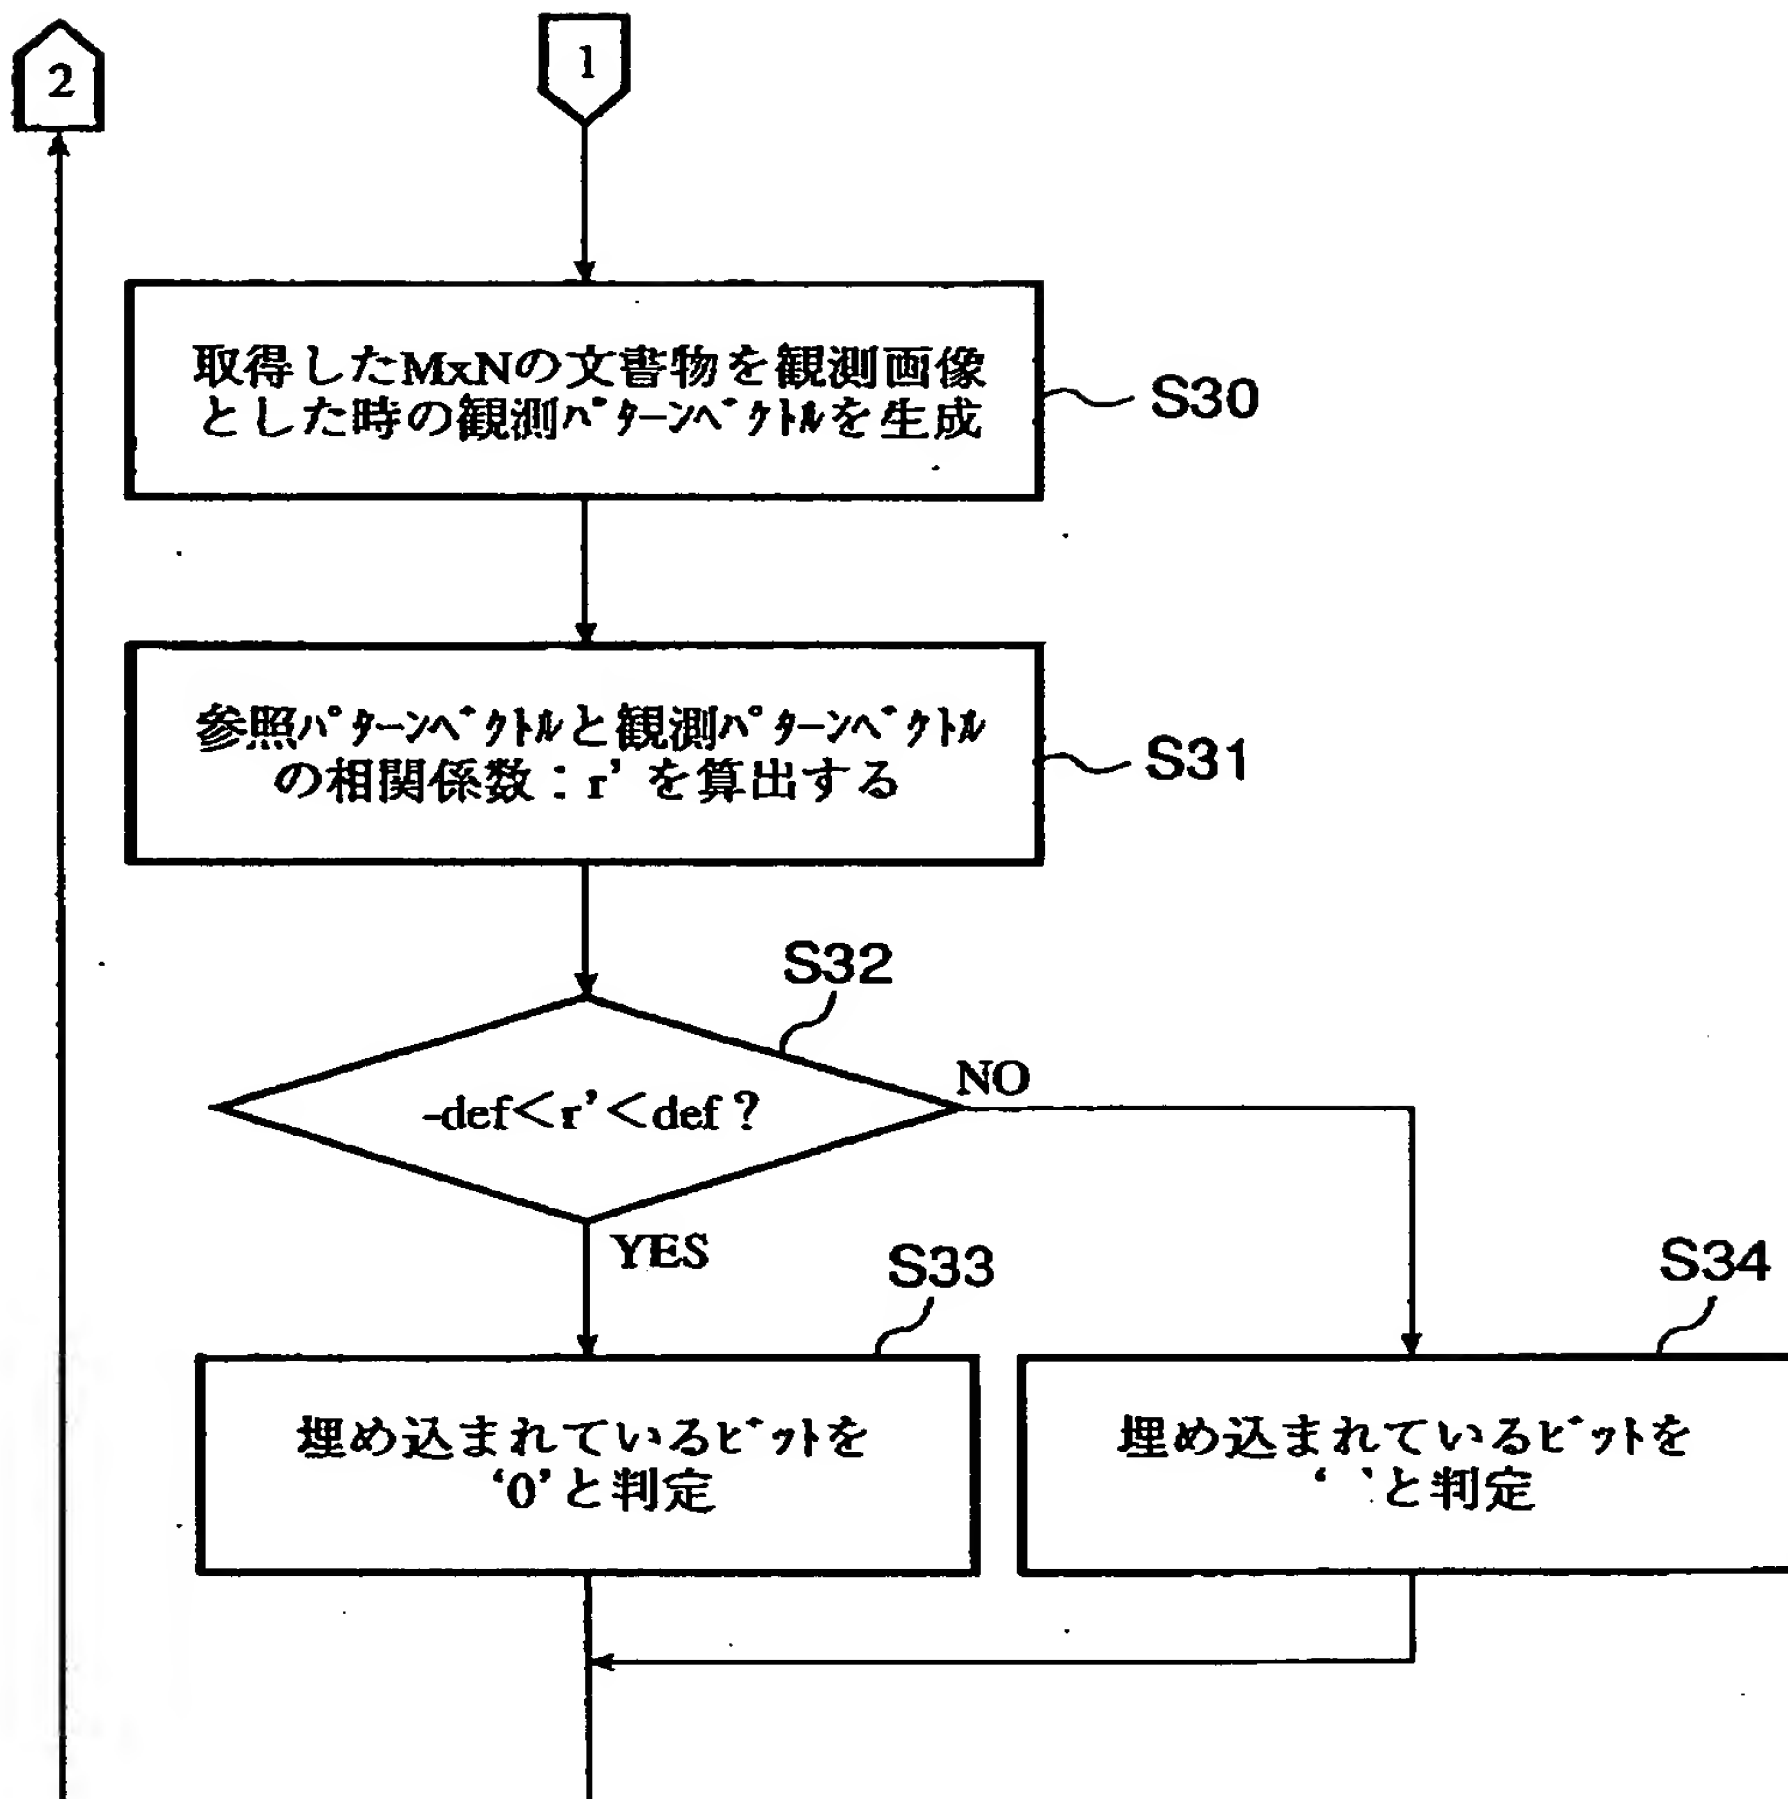 2
1
取得したMxNの文書物を観測画像
とした時の観測ﾊﾟﾀｰﾝﾍﾞｸﾄﾙを生成
S30
参照ﾊﾟﾀｰﾝﾍﾞｸﾄﾙと観測ﾊﾟﾀｰﾝﾍﾞｸﾄﾙ
の相関係数：r’を算出する
S31
S32
-def＜r’＜def？
NO
YES
S33
S34
埋め込まれているﾋﾞｯﾄを
‘0’と判定
埋め込まれているﾋﾞｯﾄを
‘ ‵と判定